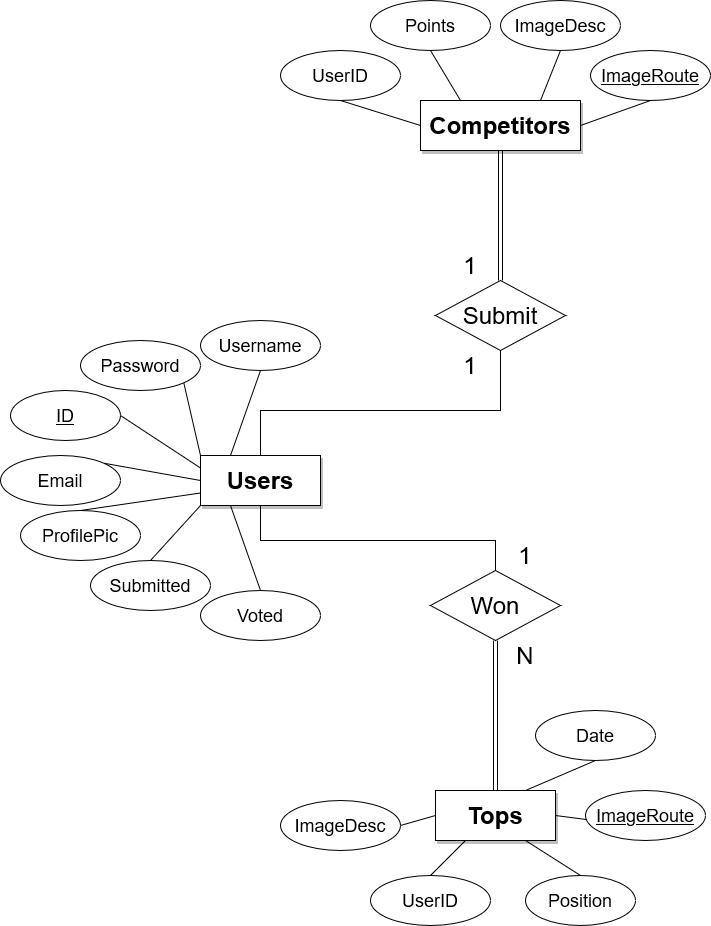 Points
ImageDesc
UserID
ImageRoute
Competitors
1
Submit
1
Username
Password
ID
Email
Users
ProfilePic
Submitted
Voted
1
Won
N
Date
ImageDesc
Tops
ImageRoute
UserID
Position